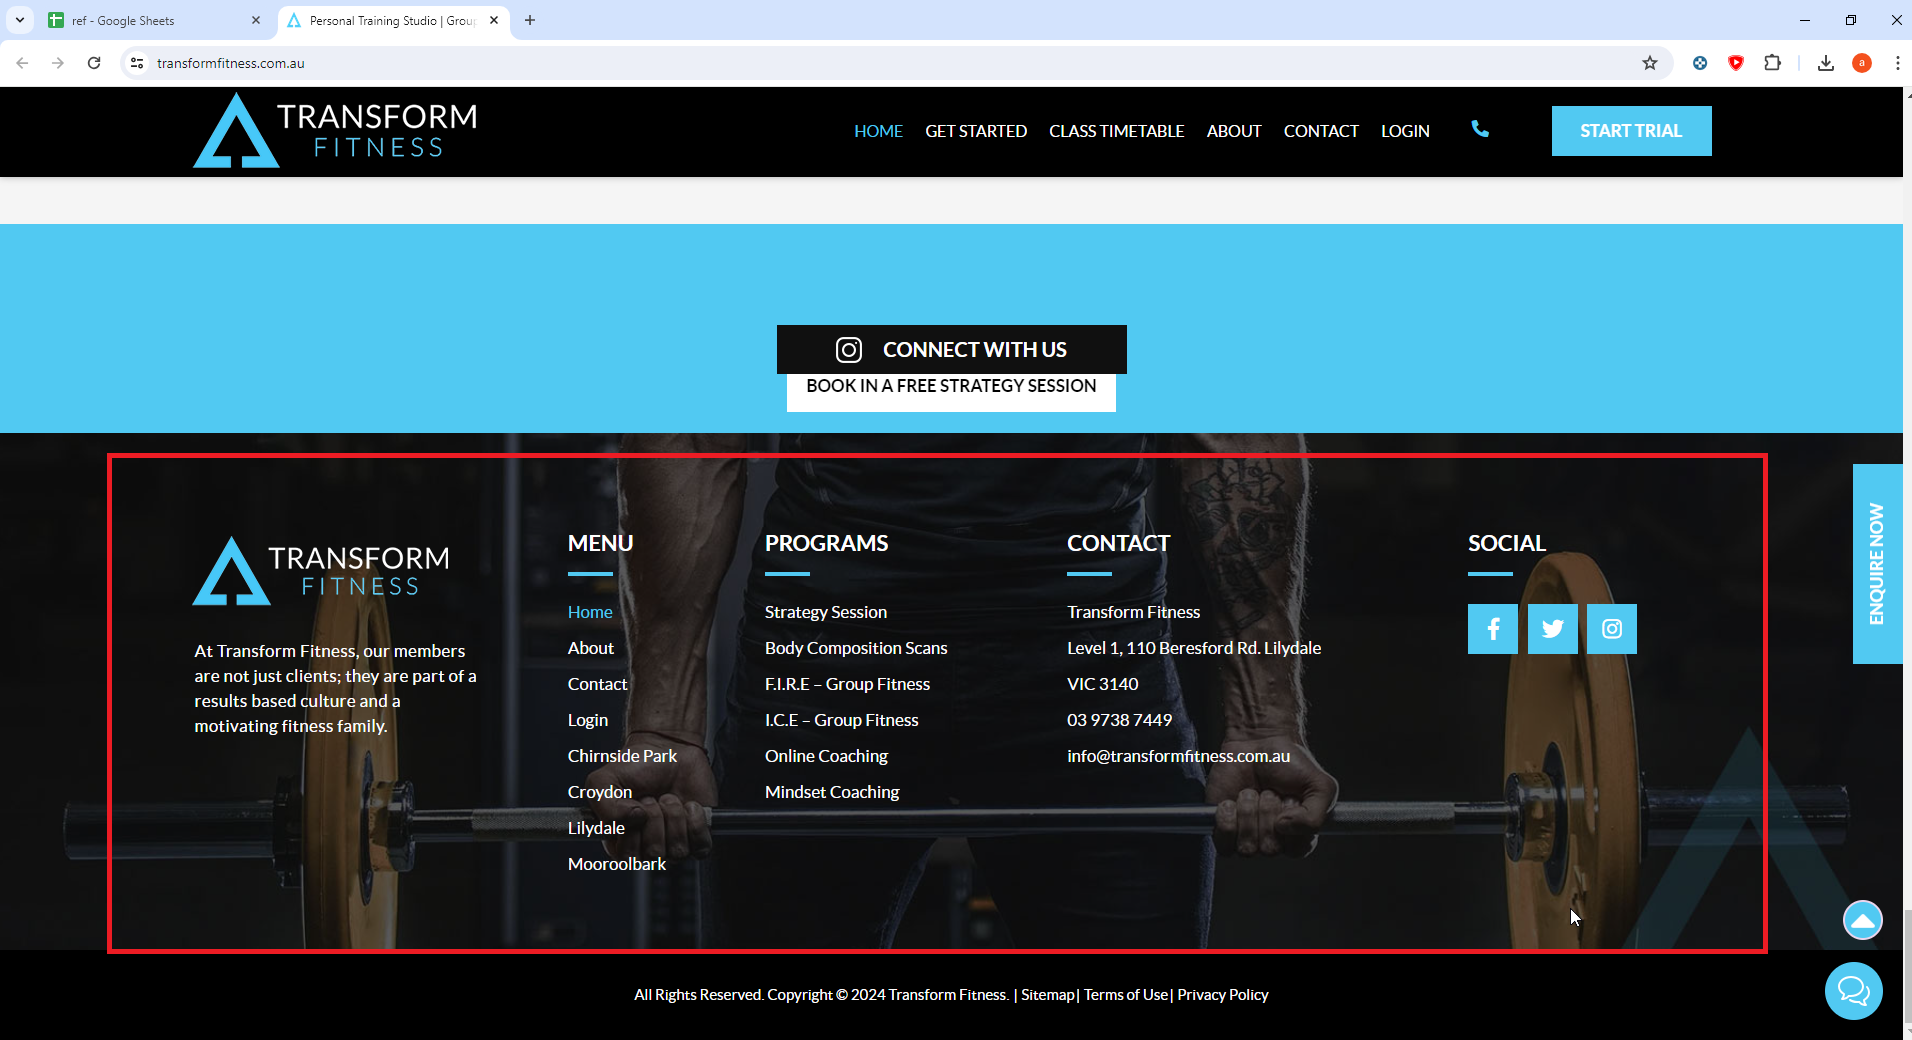 ref - Google Sheets
Personal Training Studio | Grou
transformfitness.com.au
a
TRANSFORM
FITNESS
HOME
GET STARTED
CLASS TIMETABLE
ABOUT
CONTACT
LOGIN
START TRIAL
CONNECT WITH US
BOOK IN A FREE STRATEGY SESSION
ENQUIRE NOW
TRANSFORM
FITNESS
At Transform Fitness, our members
are not just clients; they are part of a
results based culture and a
motivating fitness family.
MENU
Home
About
Contact
Login
Chirnside Park
Croydon
Lilydale
Mooroolbark
PROGRAMS
Strategy Session
Body Composition Scans
F.I.R.E – Group Fitness
I.C.E – Group Fitness
Online Coaching
Mindset Coaching
CONTACT
Transform Fitness
Level 1, 110 Beresford Rd. Lilydale
VIC 3140
03 9738 7449
info@transformfitness.com.au
SOCIAL
All Rights Reserved. Copyright © 2024 Transform Fitness. | Sitemap| Terms of Use| Privacy Policy